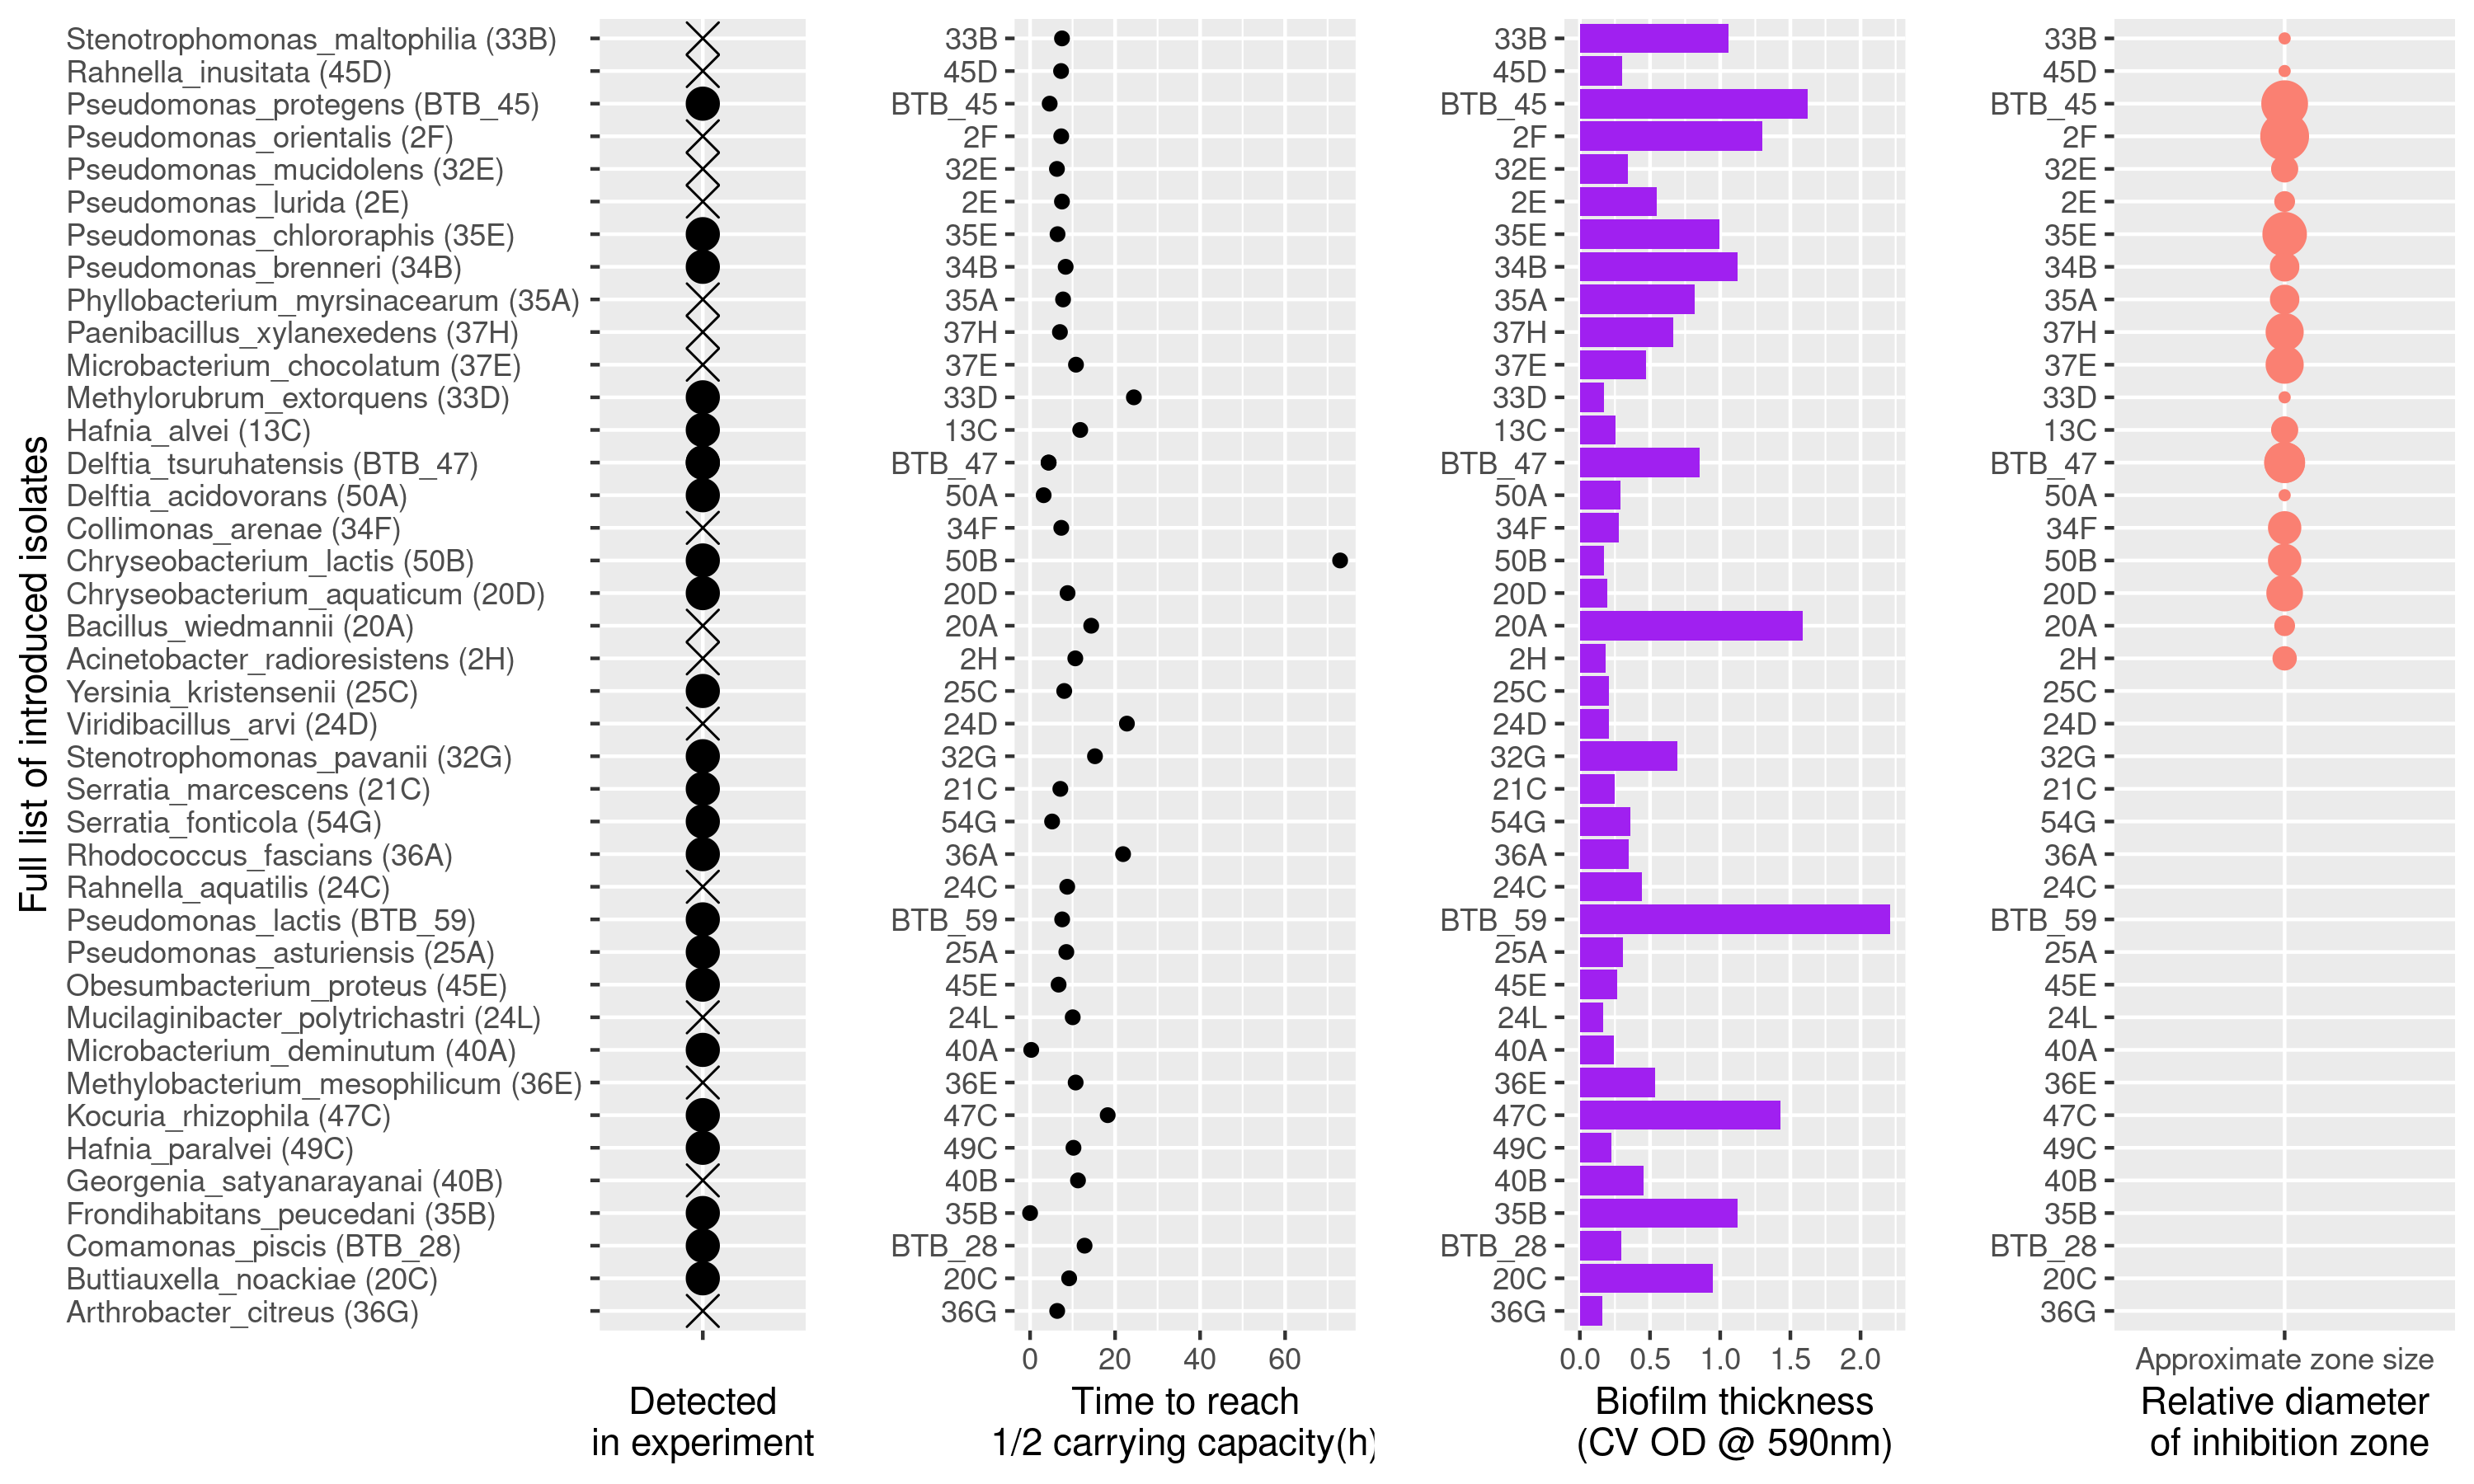 Full list of introduced isolates
Stenotrophomonas_maltophilia (33B)
Rahnella_inusitata (45D)
Pseudomonas_protegens (BTB_45)
Pseudomonas_orientalis (2F)
Pseudomonas_mucidolens (32E)
Pseudomonas_lurida (2E)
Pseudomonas_chlororaphis (35E)
Pseudomonas_brenneri (34B)
Phyllobacterium_myrsinacearum (35A)
Paenibacillus_xylanexedens (37H)
Microbacterium_chocolatum (37E)
Methylorubrum_extorquens (33D)
Hafnia_alvei (13C)
Delftia_tsuruhatensis (BTB_47)
Delftia_acidovorans (50A)
Collimonas_arenae (34F)
Chryseobacterium_lactis (50B)
Chryseobacterium_aquaticum (20D)
Bacillus_wiedmannii (20A)
Acinetobacter_radioresistens (2H)
Yersinia_kristensenii (25C)
Viridibacillus_arvi (24D)
Stenotrophomonas_pavanii (32G)
Serratia_marcescens (21C)
Serratia_fonticola (54G)
Rhodococcus_fascians (36A)
Rahnella_aquatilis (24C)
Pseudomonas_lactis (BTB_59)
Pseudomonas_asturiensis (25A)
Obesumbacterium_proteus (45E)
Mucilaginibacter_polytrichastri (24L)
Microbacterium_deminutum (40A)
Methylobacterium_mesophilicum (36E)
Kocuria_rhizophila (47C)
Hafnia_paralvei (49C)
Georgenia_satyanarayanai (40B)
Frondihabitans_peucedani (35B)
Comamonas_piscis (BTB_28)
Buttiauxella_noackiae (20C)
Arthrobacter_citreus (36G)
Detected
in experiment
33B
45D
BTB_45
2F
32E
2E
35E
34B
35A
37H
37E
33D
13C
BTB_47
50A
34F
50B
20D
20A
2H
25C
24D
32G
21C
54G
36A
24C
BTB_59
25A
45E
24L
40A
36E
47C
49C
40B
35B
BTB_28
20C
36G
0 20 40 60
Time to reach
1/2 carrying capacity(h)
33B
45D
BTB_45
2F
32E
2E
35E
34B
35A
37H
37E
33D
13C
BTB_47
50A
34F
50B
20D
20A
2H
25C
24D
32G
21C
54G
36A
24C
BTB_59
25A
45E
24L
40A
36E
47C
49C
40B
35B
BTB_28
20C
36G
0.0 0.5 1.0 1.5 2.0
Biofilm thickness
(CV OD @ 590nm)
33B
45D
BTB_45
2F
32E
2E
35E
34B
35A
37H
37E
33D
13C
BTB_47
50A
34F
50B
20D
20A
2H
25C
24D
32G
21C
54G
36A
24C
BTB_59
25A
45E
24L
40A
36E
47C
49C
40B
35B
BTB_28
20C
36G
Approximate zone size
Relative diameter
of inhibition zone